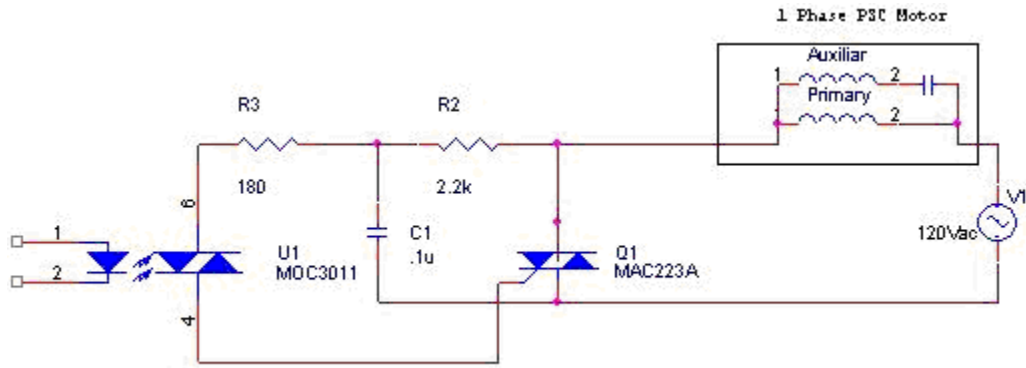 1 Phase PSC Motor
Auxiliar
1 2
Primary
1 2
R3
R2
180
2.2k
6
V1
120Vac
1
2
U1
MOC3011
C1
.1u
Q1
MAC223A
4